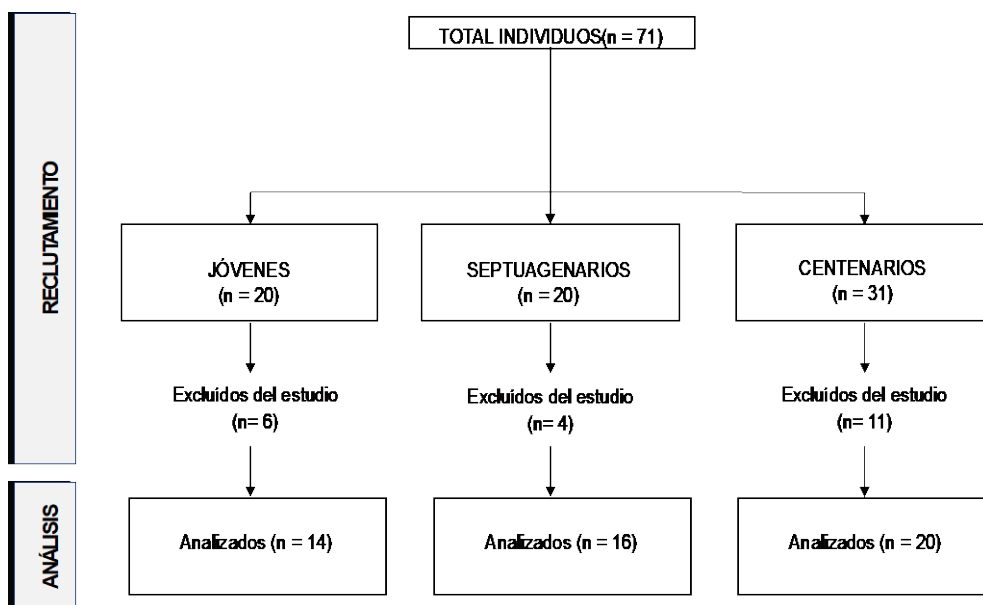 TOTAL INDIVIDUOS(n = 71)
RECLUTAMIENTO
JÓVENES
(n = 20)
SEPTUAGENARIOS
(n = 20)
CENTENARIOS
(n = 31)
Excluídos del estudio
(n= 6)
Excluídos del estudio
(n= 4)
Excluídos del estudio
(n= 11)
ANÁLISIS
Analizados (n = 14)
Analizados (n = 16)
Analizados (n = 20)